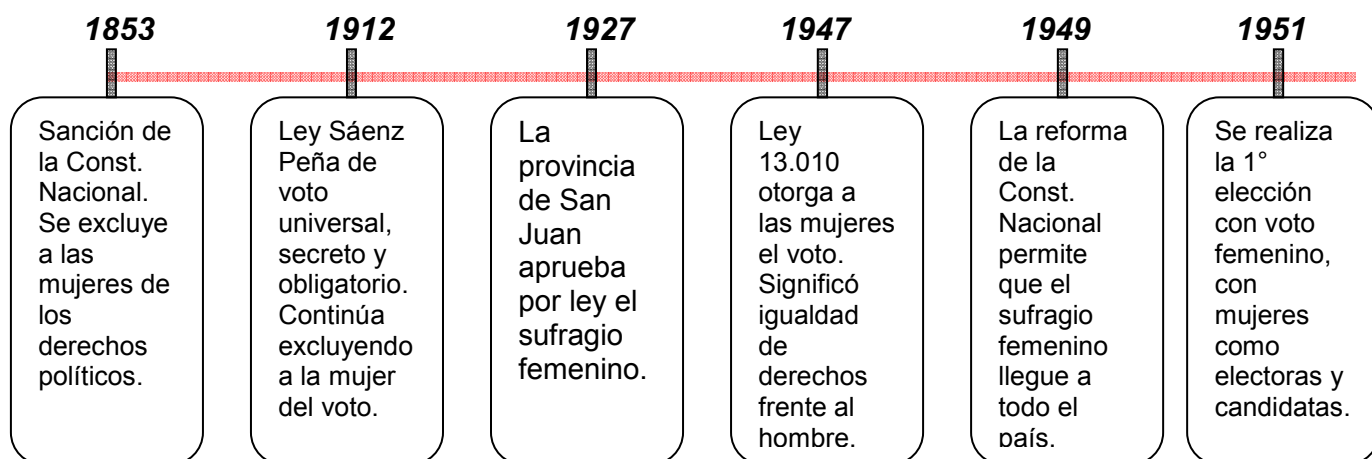 1853 1912 1927 1947 1949 1951
Sanción de
la Const.
Nacional.
Se excluye
a las
mujeres de
los
derechos
políticos.
Ley Sáenz
Peña de
voto
universal,
secreto y
obligatorio.
Continúa
excluyendo
a la mujer
del voto.
La
provincia
de San
Juan
aprueba
por ley el
sufragio
femenino.
Ley
13.010
otorga a
las mujeres
el voto.
Significó
igualdad
de
derechos
frente al
hombre.
La reforma
de la
Const.
Nacional
permite
que el
sufragio
femenino
llegue a
todo el
país.
Se realiza
la 1°
elección
con voto
femenino,
con
mujeres
como
electoras y
candidatas.